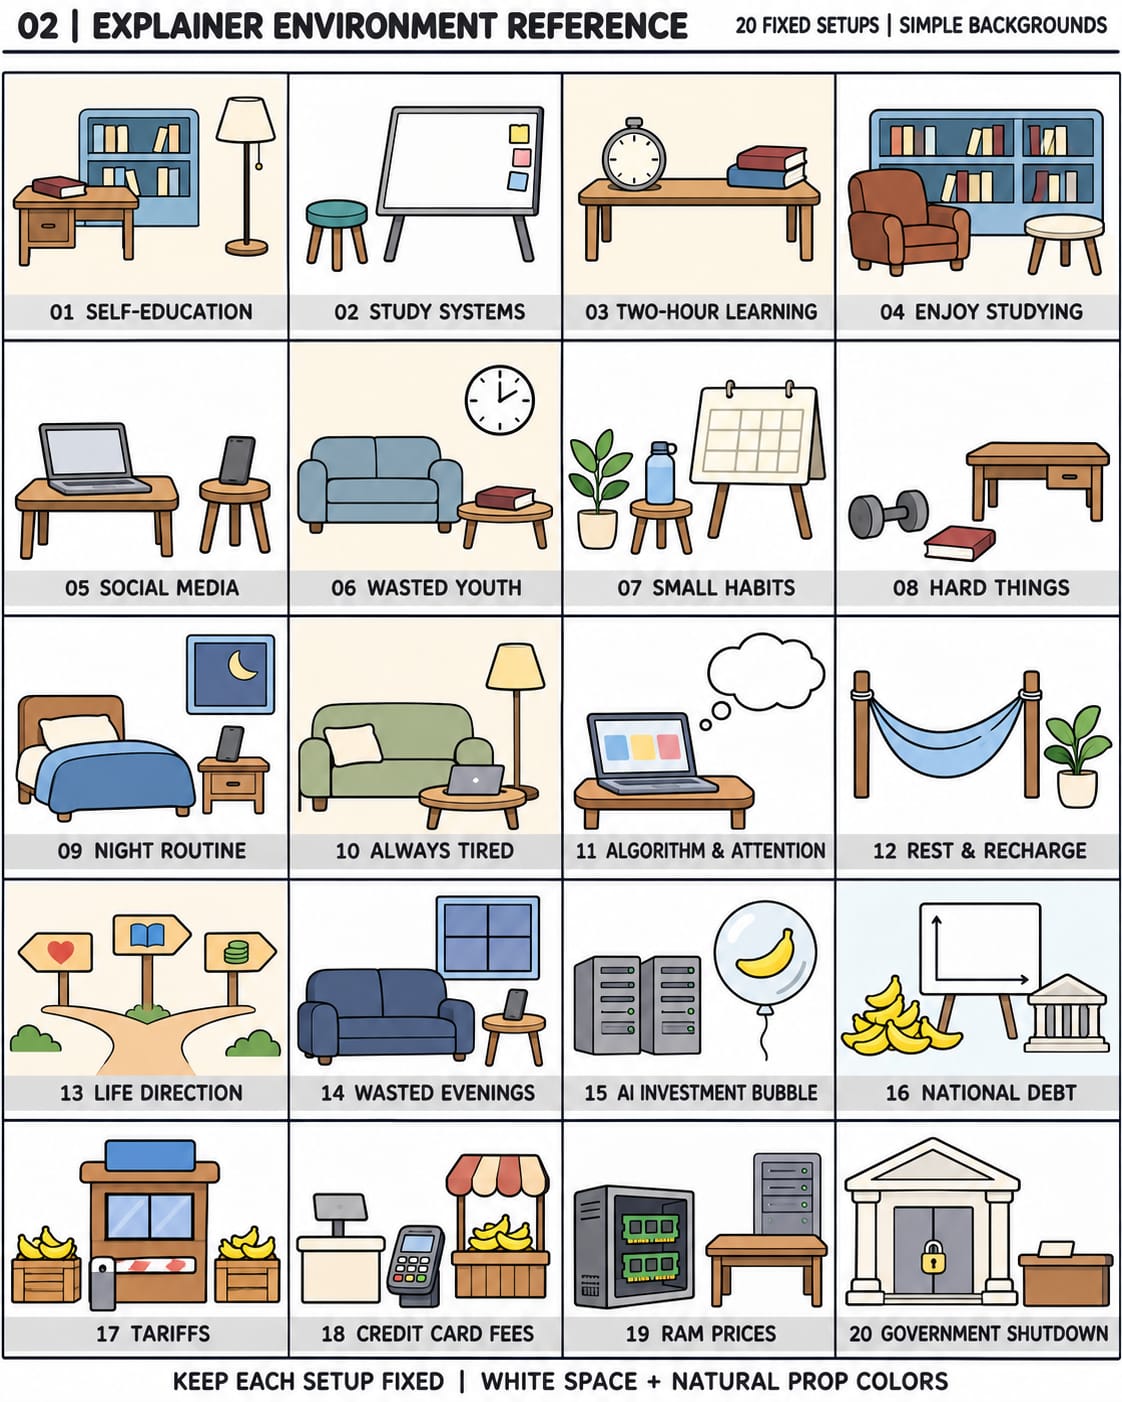 02 | EXPLAINER ENVIRONMENT REFERENCE
20 FIXED SETUPS | SIMPLE BACKGROUNDS
01 SELF-EDUCATION
02 STUDY SYSTEMS
03 TWO-HOUR LEARNING
04 ENJOY STUDYING
05 SOCIAL MEDIA
06 WASTED YOUTH
07 SMALL HABITS
08 HARD THINGS
09 NIGHT ROUTINE
10 ALWAYS TIRED
11 ALGORITHM & ATTENTION
12 REST & RECHARGE
13 LIFE DIRECTION
14 WASTED EVENINGS
15 AI INVESTMENT BUBBLE
16 NATIONAL DEBT
17 TARIFFS
18 CREDIT CARD FEES
19 RAM PRICES
20 GOVERNMENT SHUTDOWN
KEEP EACH SETUP FIXED | WHITE SPACE + NATURAL PROP COLORS